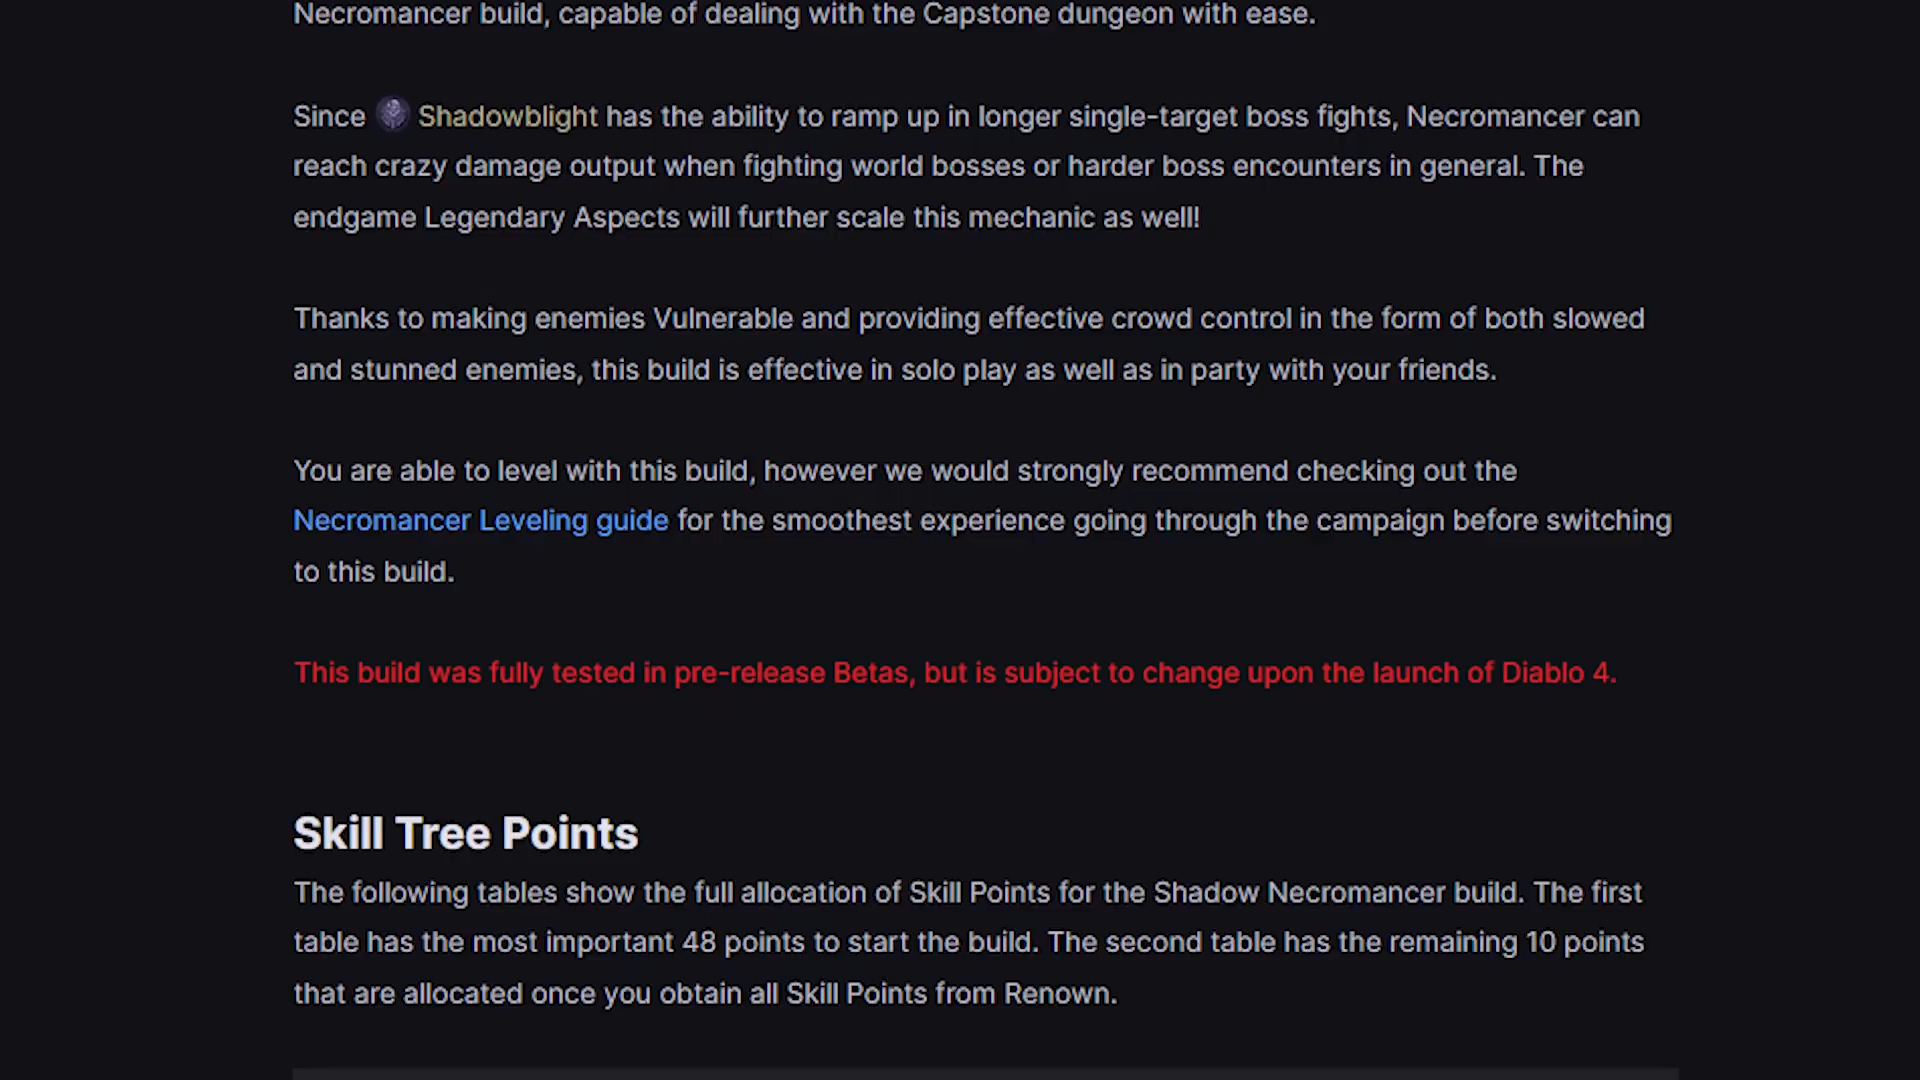 Necromancer build, capable of dealing with the Capstone dungeon with ease.
Since Shadowblight has the ability to ramp up in longer single-target boss fights, Necromancer can
reach crazy damage output when fighting world bosses or harder boss encounters in general. The
endgame Legendary Aspects will further scale this mechanic as well!
Thanks to making enemies Vulnerable and providing effective crowd control in the form of both slowed
and stunned enemies, this build is effective in solo play as well as in party with your friends.
You are able to level with this build, however we would strongly recommend checking out the
Necromancer Leveling guide for the smoothest experience going through the campaign before switching
to this build.
This build was fully tested in pre-release Betas, but is subject to change upon the launch of Diablo 4.
Skill Tree Points
The following tables show the full allocation of Skill Points for the Shadow Necromancer build. The first
table has the most important 48 points to start the build. The second table has the remaining 10 points
that are allocated once you obtain all Skill Points from Renown.